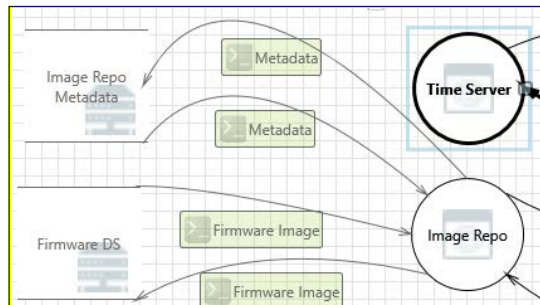 Metadata
Time Server
Image Repo
Metadata
Metadata
Firmware Image
Image Repo
Firmware DS
Firmware Image